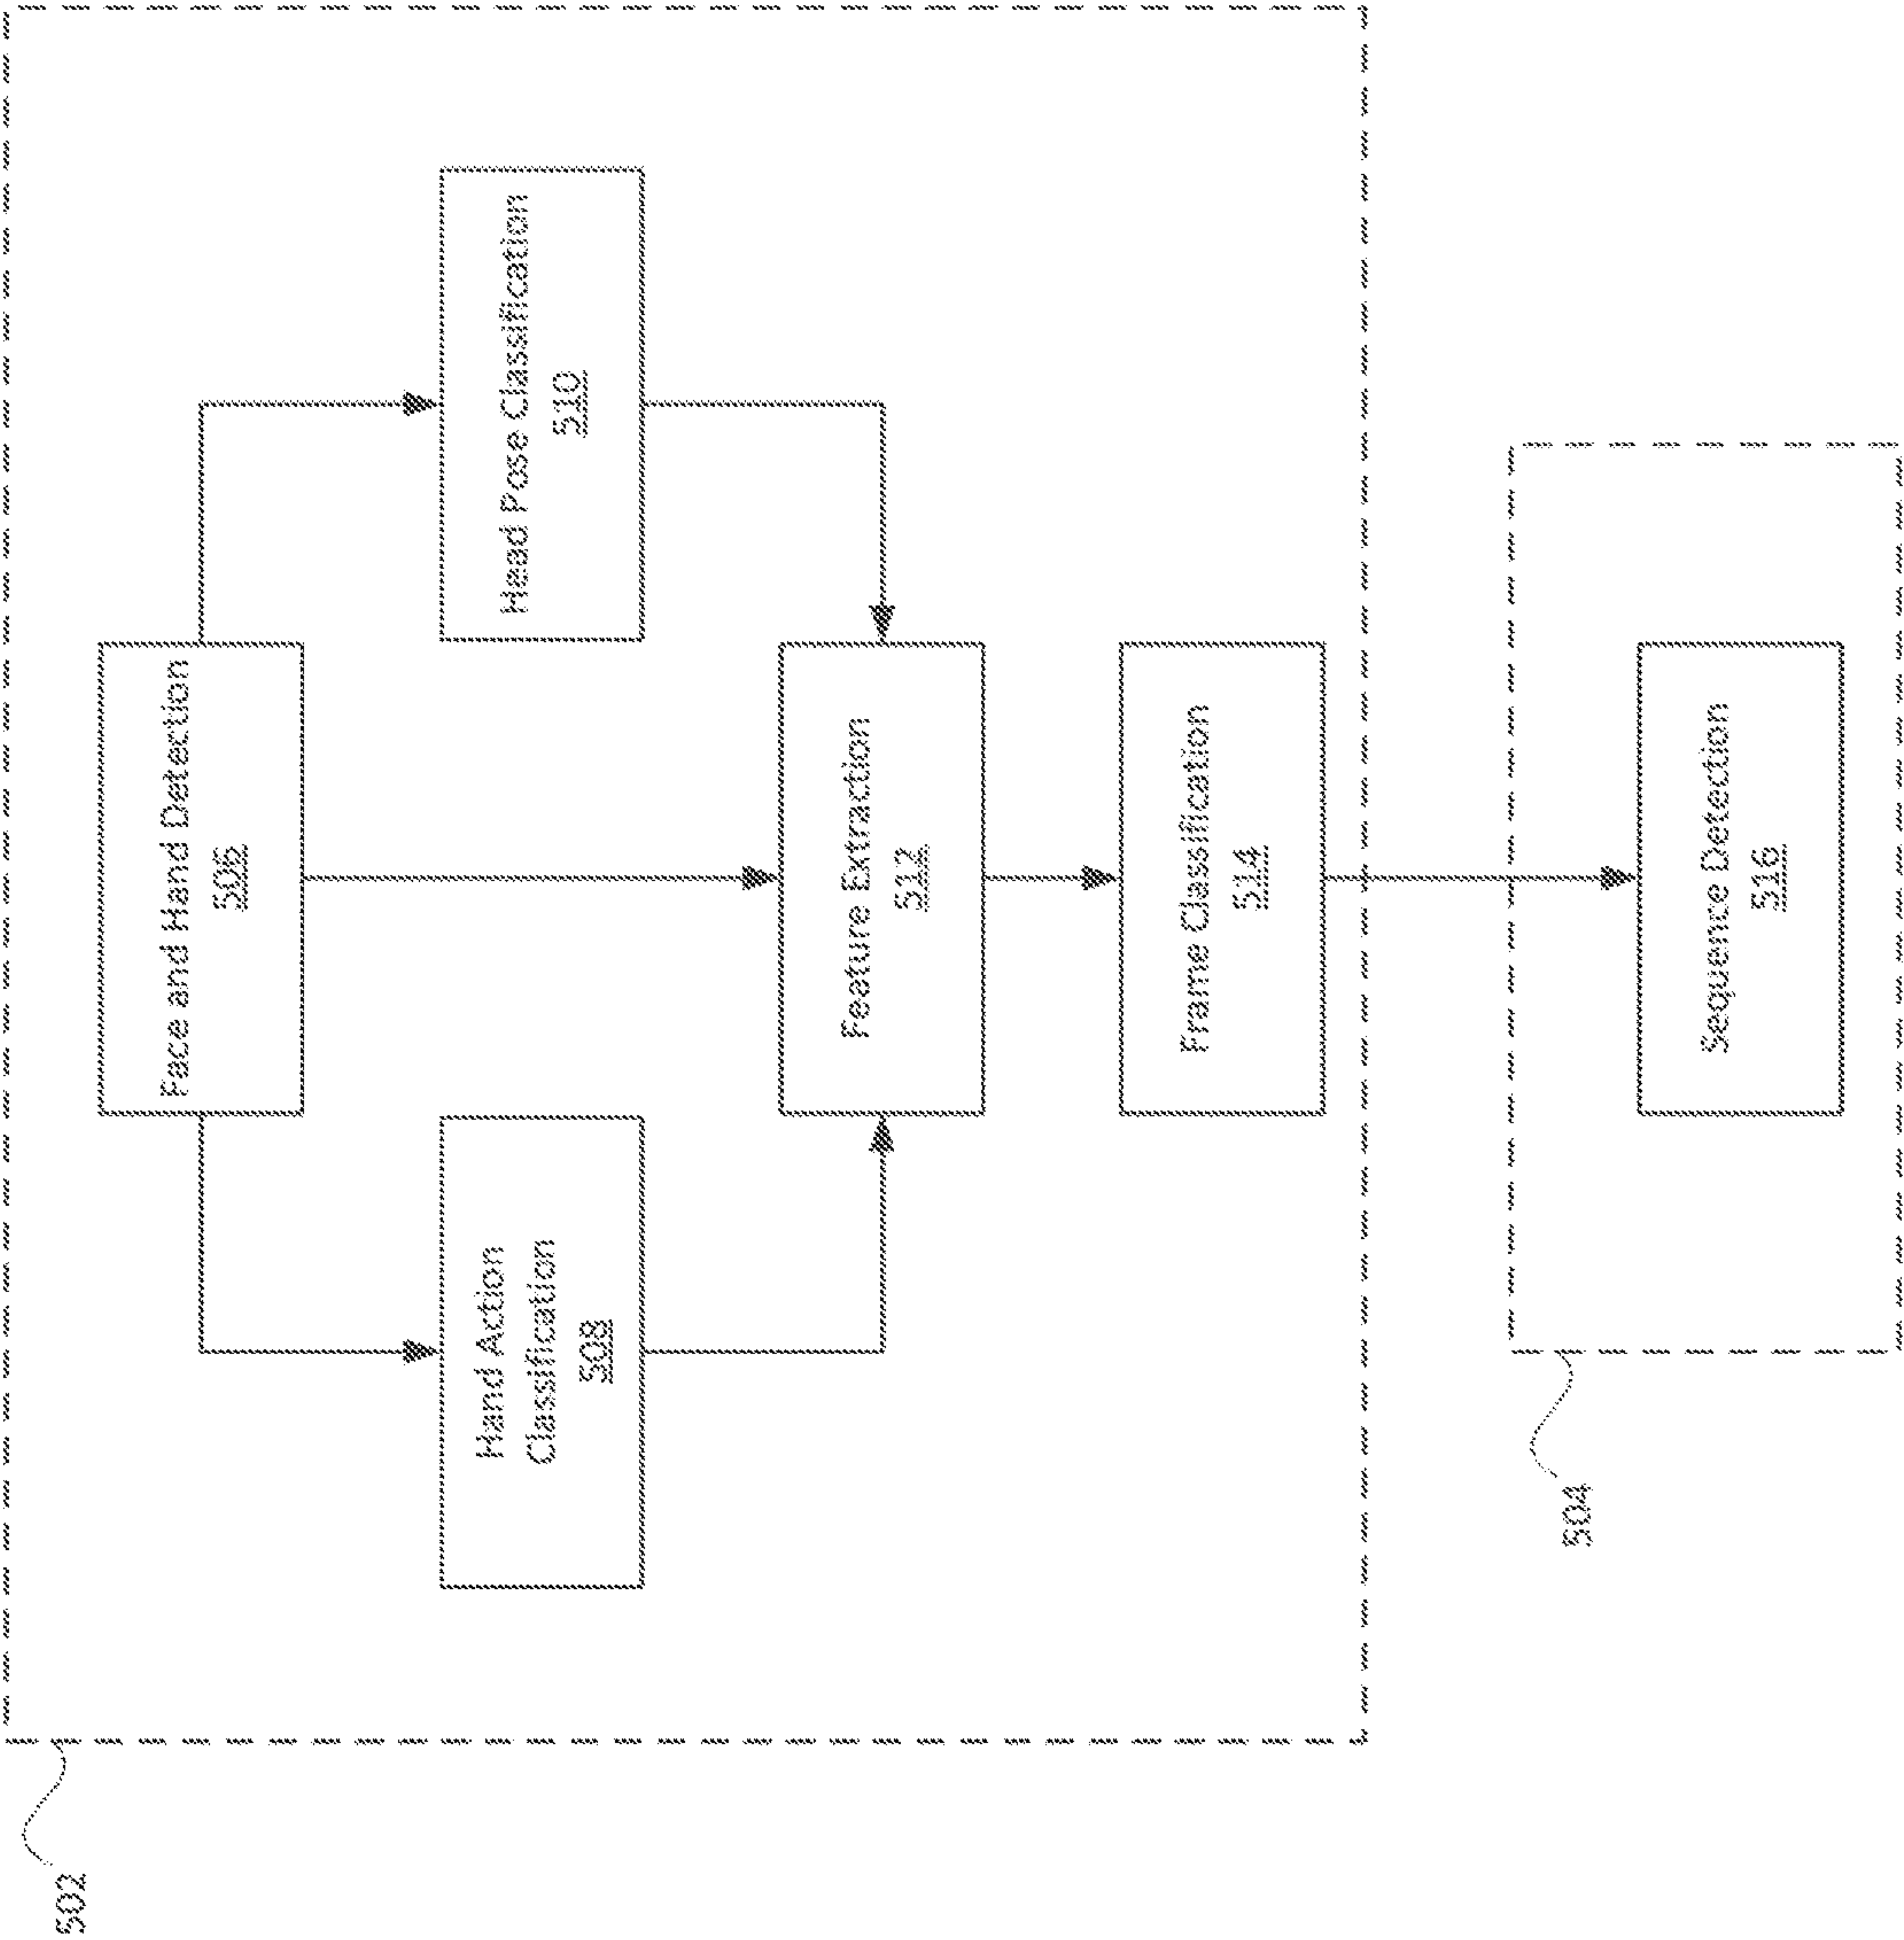 502
Face and Hand Detection
506
Hand Action
Classification
508
Head Pose Classification
510
Feature Extraction
512
Frame Classification
514
504
Sequence Detection
516